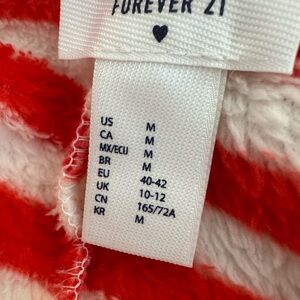 FOREVER 21
US M
CA M
MX/ECU M
BR M
EU 40-42
UK 10-12
CN 165/72A
KR M